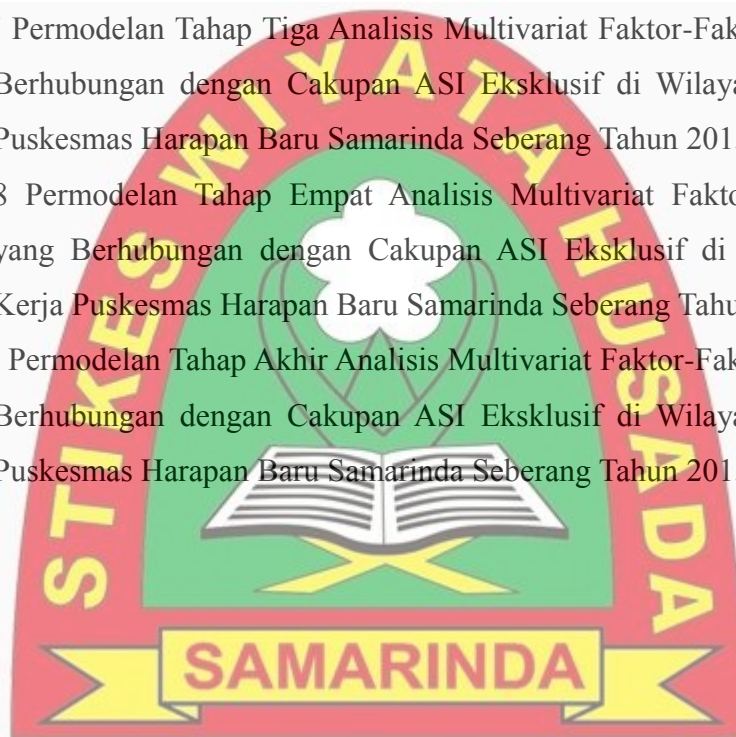 Permodelan Tahap Tiga Analisis Multivariat Faktor-Fak
Berhubungan dengan Cakupan ASI Eksklusif di Wilaya
Puskesmas Harapan Baru Samarinda Seberang Tahun 201
8 Permodelan Tahap Empat Analisis Multivariat Fakto
yang Berhubungan dengan Cakupan ASI Eksklusif di
Kerja Puskesmas Harapan Baru Samarinda Seberang Tahu
Permodelan Tahap Akhir Analisis Multivariat Faktor-Fak
Berhubungan dengan Cakupan ASI Eksklusif di Wilaya
Puskesmas Harapan Baru Samarinda Seberang Tahun 201
STIKES WIYATA HUSADA
SAMARINDA